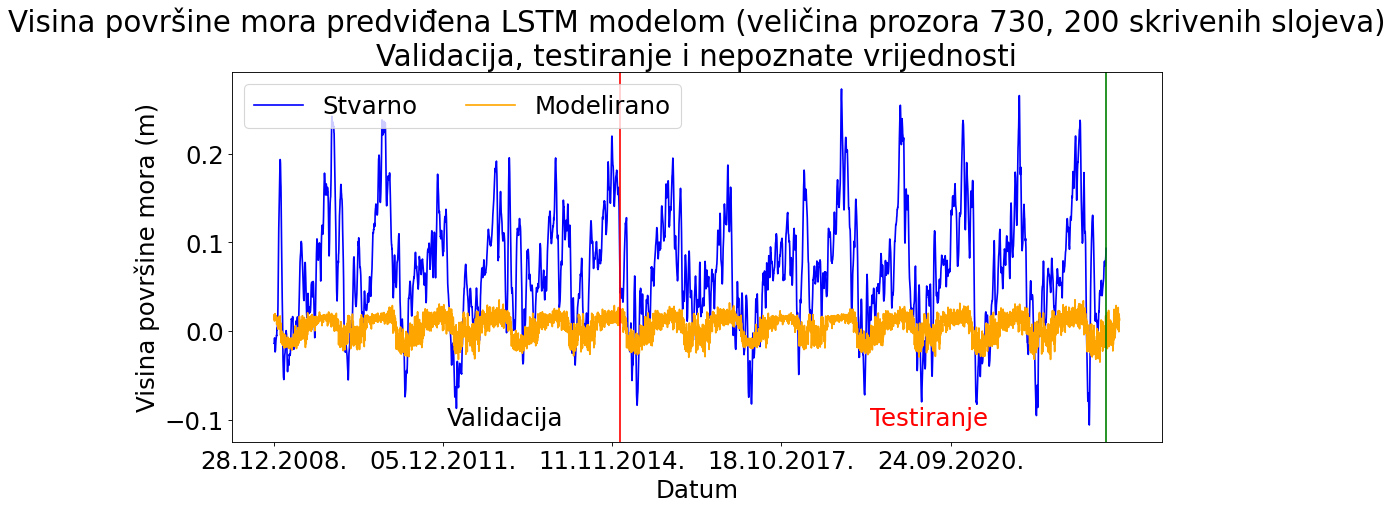 Visina površine mora predviđena LSTM modelom (veličina prozora 730, 200 skrivenih slojeva)
Validacija, testiranje i nepoznate vrijednosti
Stvarno Modelirano
Visina površine mora (m)
0.2
0.1
0.0
−0.1
Validacija Testiranje
28.12.2008. 05.12.2011. 11.11.2014. 18.10.2017. 24.09.2020.
Datum